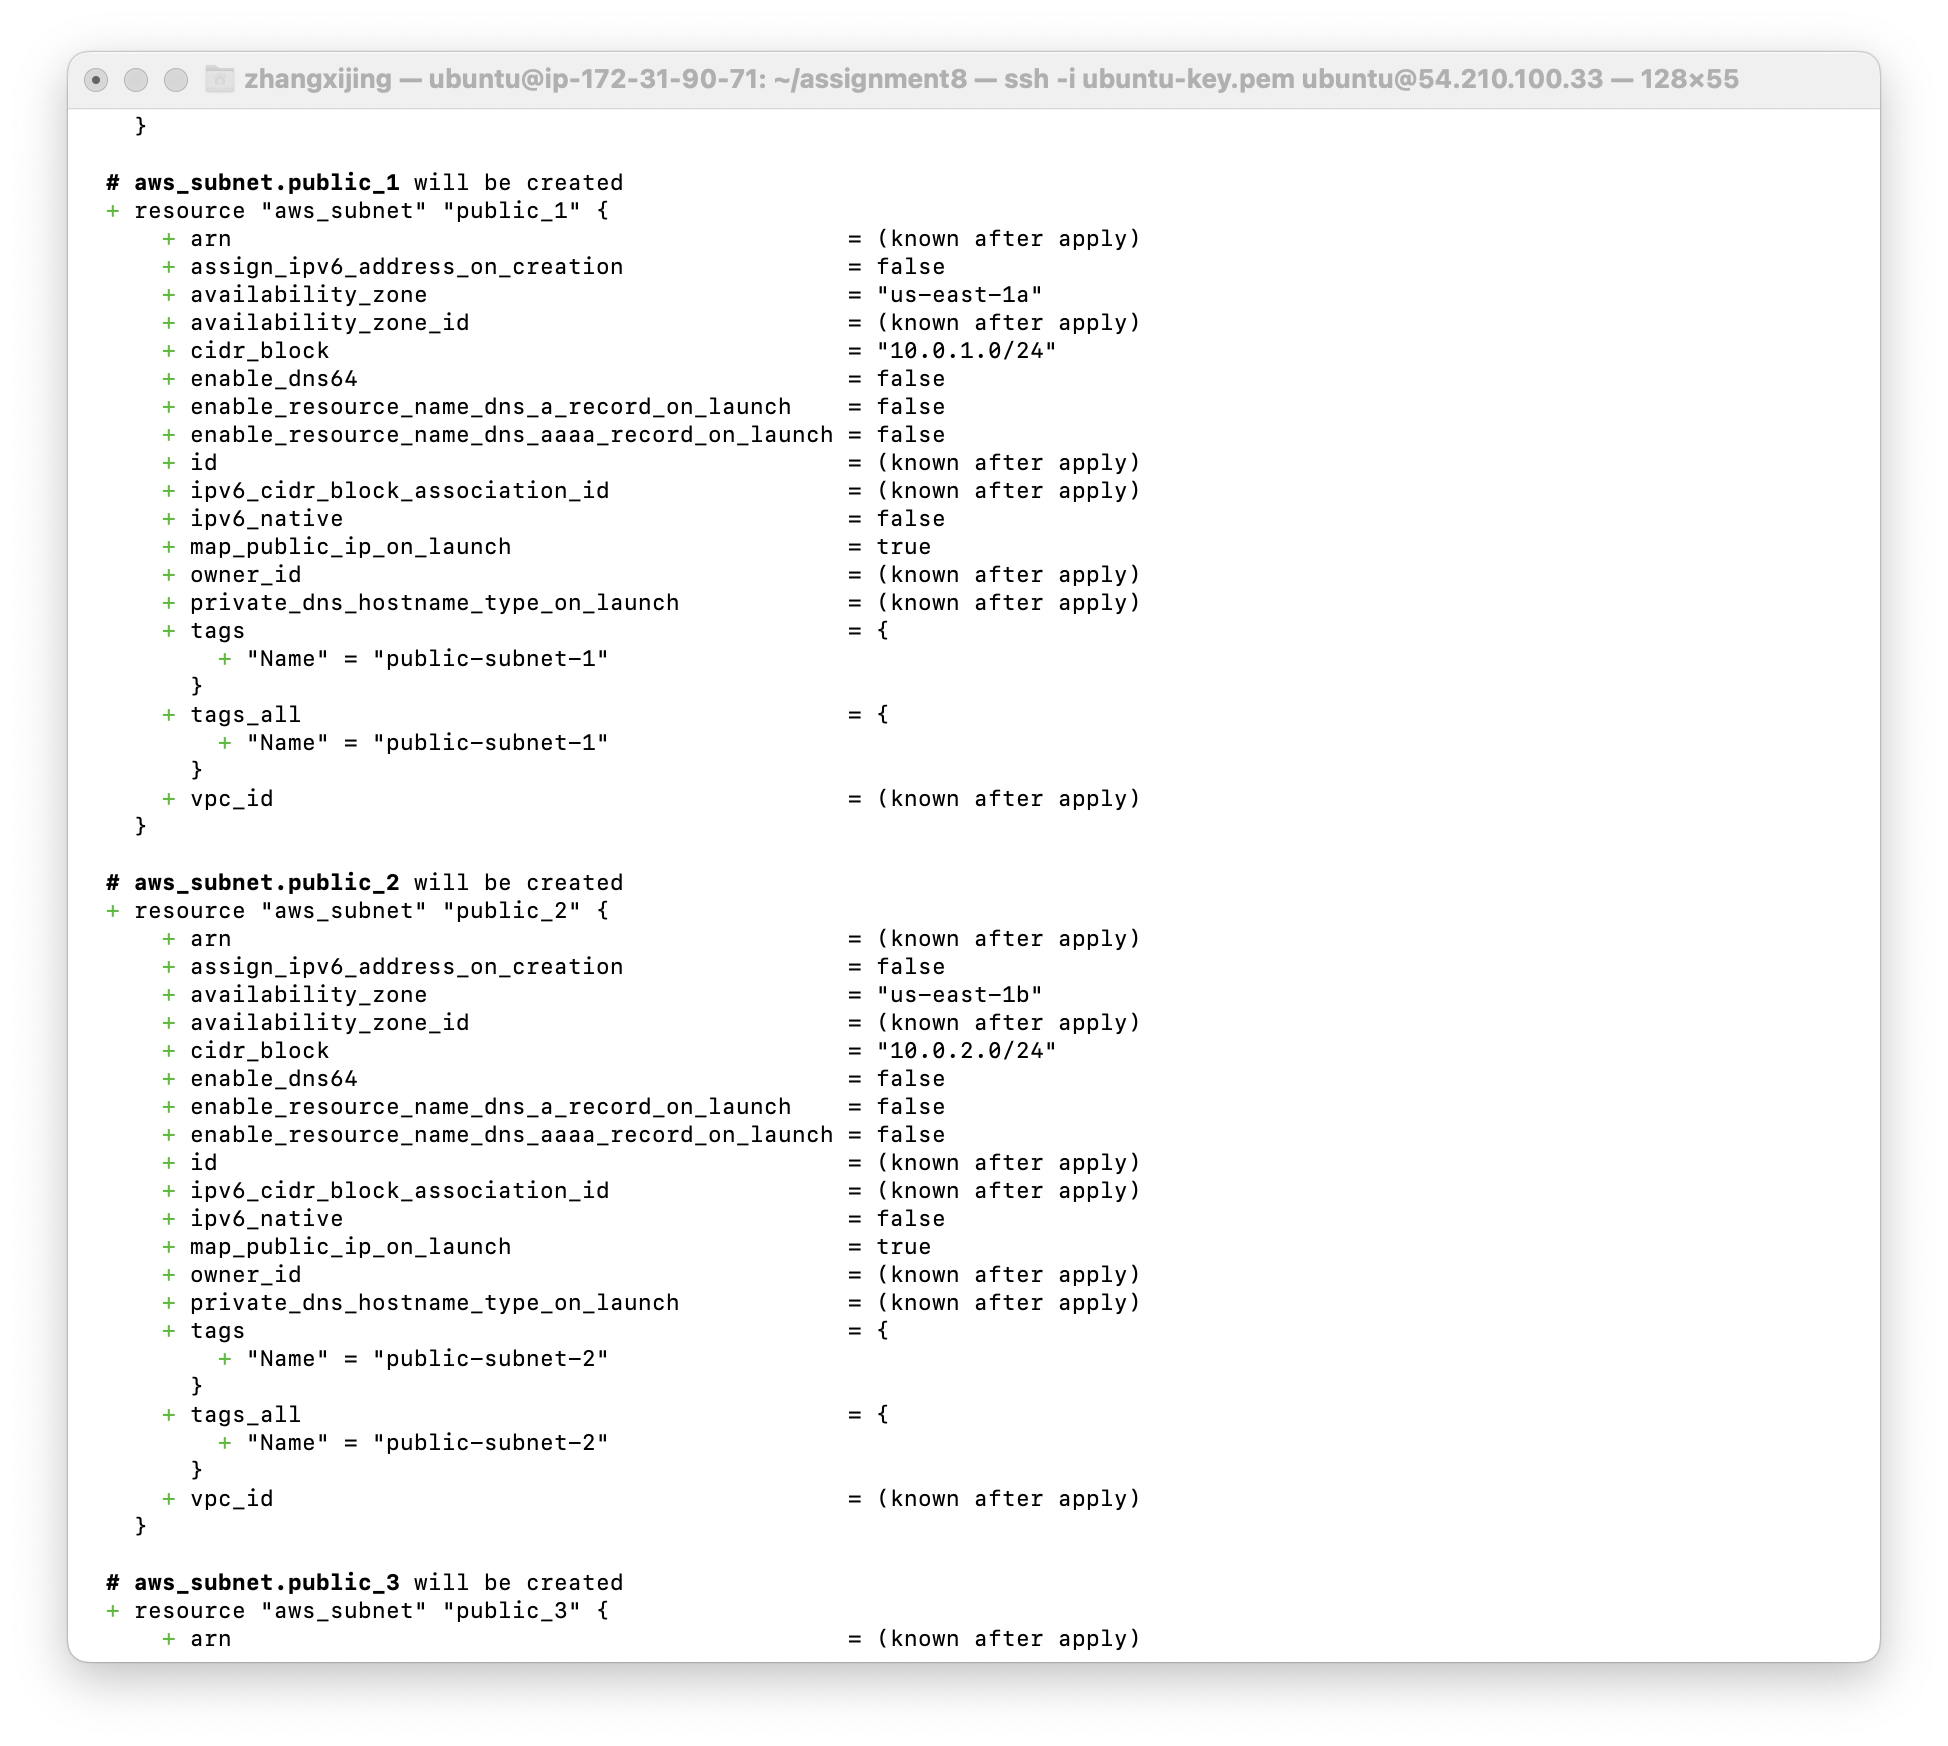 zhangxijing — ubuntu@ip-172-31-90-71: ~/assignment8 — ssh -i ubuntu-key.pem ubuntu@54.210.100.33 — 128×55
}
# aws_subnet.public_1 will be created
+ resource "aws_subnet" "public_1" {
+ arn = (known after apply)
+ assign_ipv6_address_on_creation = false
+ availability_zone = "us-east-1a"
+ availability_zone_id = (known after apply)
+ cidr_block = "10.0.1.0/24"
+ enable_dns64 = false
+ enable_resource_name_dns_a_record_on_launch = false
+ enable_resource_name_dns_aaaa_record_on_launch = false
+ id = (known after apply)
+ ipv6_cidr_block_association_id = (known after apply)
+ ipv6_native = false
+ map_public_ip_on_launch = true
+ owner_id = (known after apply)
+ private_dns_hostname_type_on_launch = (known after apply)
+ tags = {
+ "Name" = "public-subnet-1"
}
+ tags_all = {
+ "Name" = "public-subnet-1"
}
+ vpc_id = (known after apply)
}
# aws_subnet.public_2 will be created
+ resource "aws_subnet" "public_2" {
+ arn = (known after apply)
+ assign_ipv6_address_on_creation = false
+ availability_zone = "us-east-1b"
+ availability_zone_id = (known after apply)
+ cidr_block = "10.0.2.0/24"
+ enable_dns64 = false
+ enable_resource_name_dns_a_record_on_launch = false
+ enable_resource_name_dns_aaaa_record_on_launch = false
+ id = (known after apply)
+ ipv6_cidr_block_association_id = (known after apply)
+ ipv6_native = false
+ map_public_ip_on_launch = true
+ owner_id = (known after apply)
+ private_dns_hostname_type_on_launch = (known after apply)
+ tags = {
+ "Name" = "public-subnet-2"
}
+ tags_all = {
+ "Name" = "public-subnet-2"
}
+ vpc_id = (known after apply)
}
# aws_subnet.public_3 will be created
+ resource "aws_subnet" "public_3" {
+ arn = (known after apply)